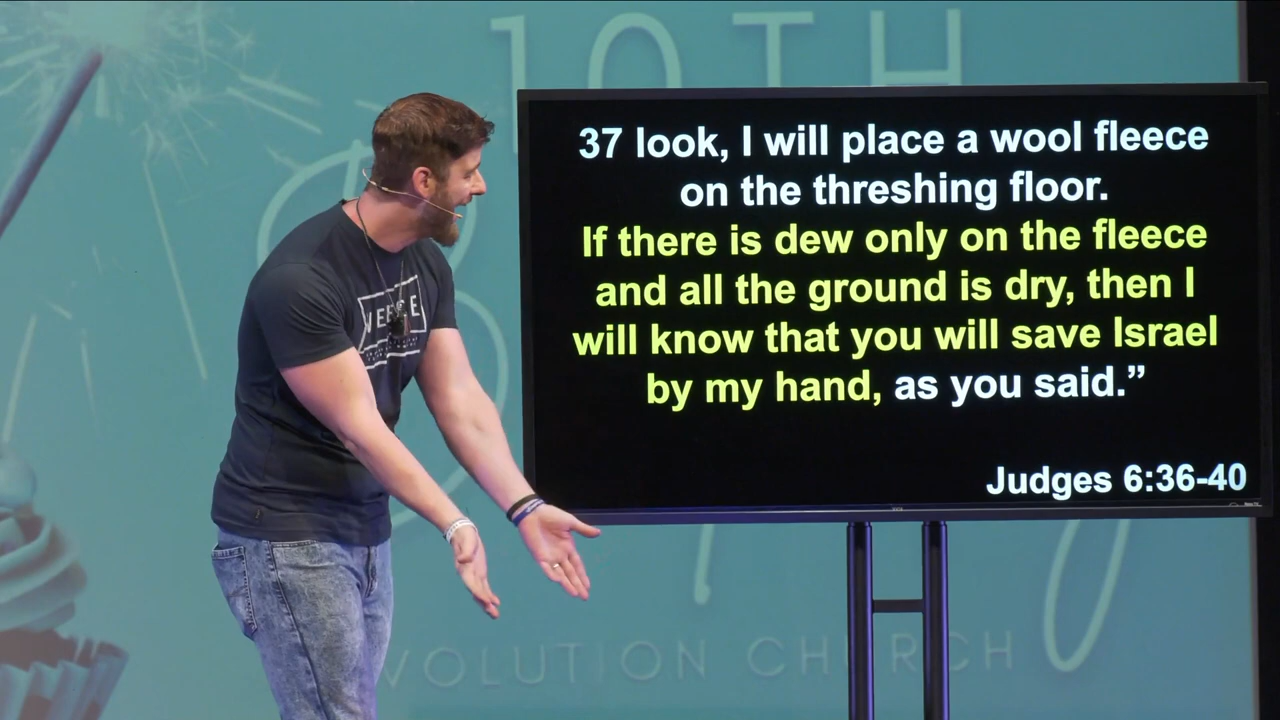 10TH
37 look, I will place a wool fleece
on the threshing floor.
If there is dew only on the fleece
and all the ground is dry, then I
will know that you will save Israel
by my hand, as you said.”
Judges 6:36-40
CHURCH